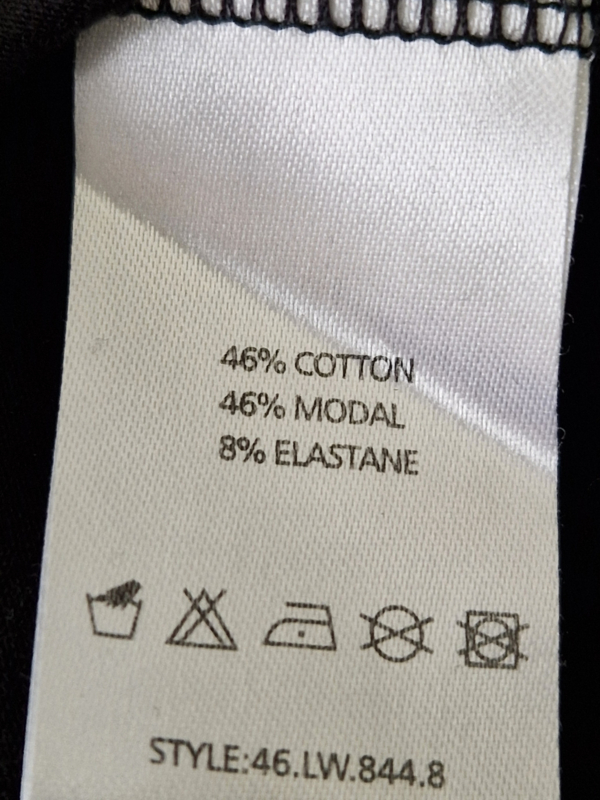 46% COTTON
46% MODAL
8% ELASTANE
STYLE:46.LW.844.8